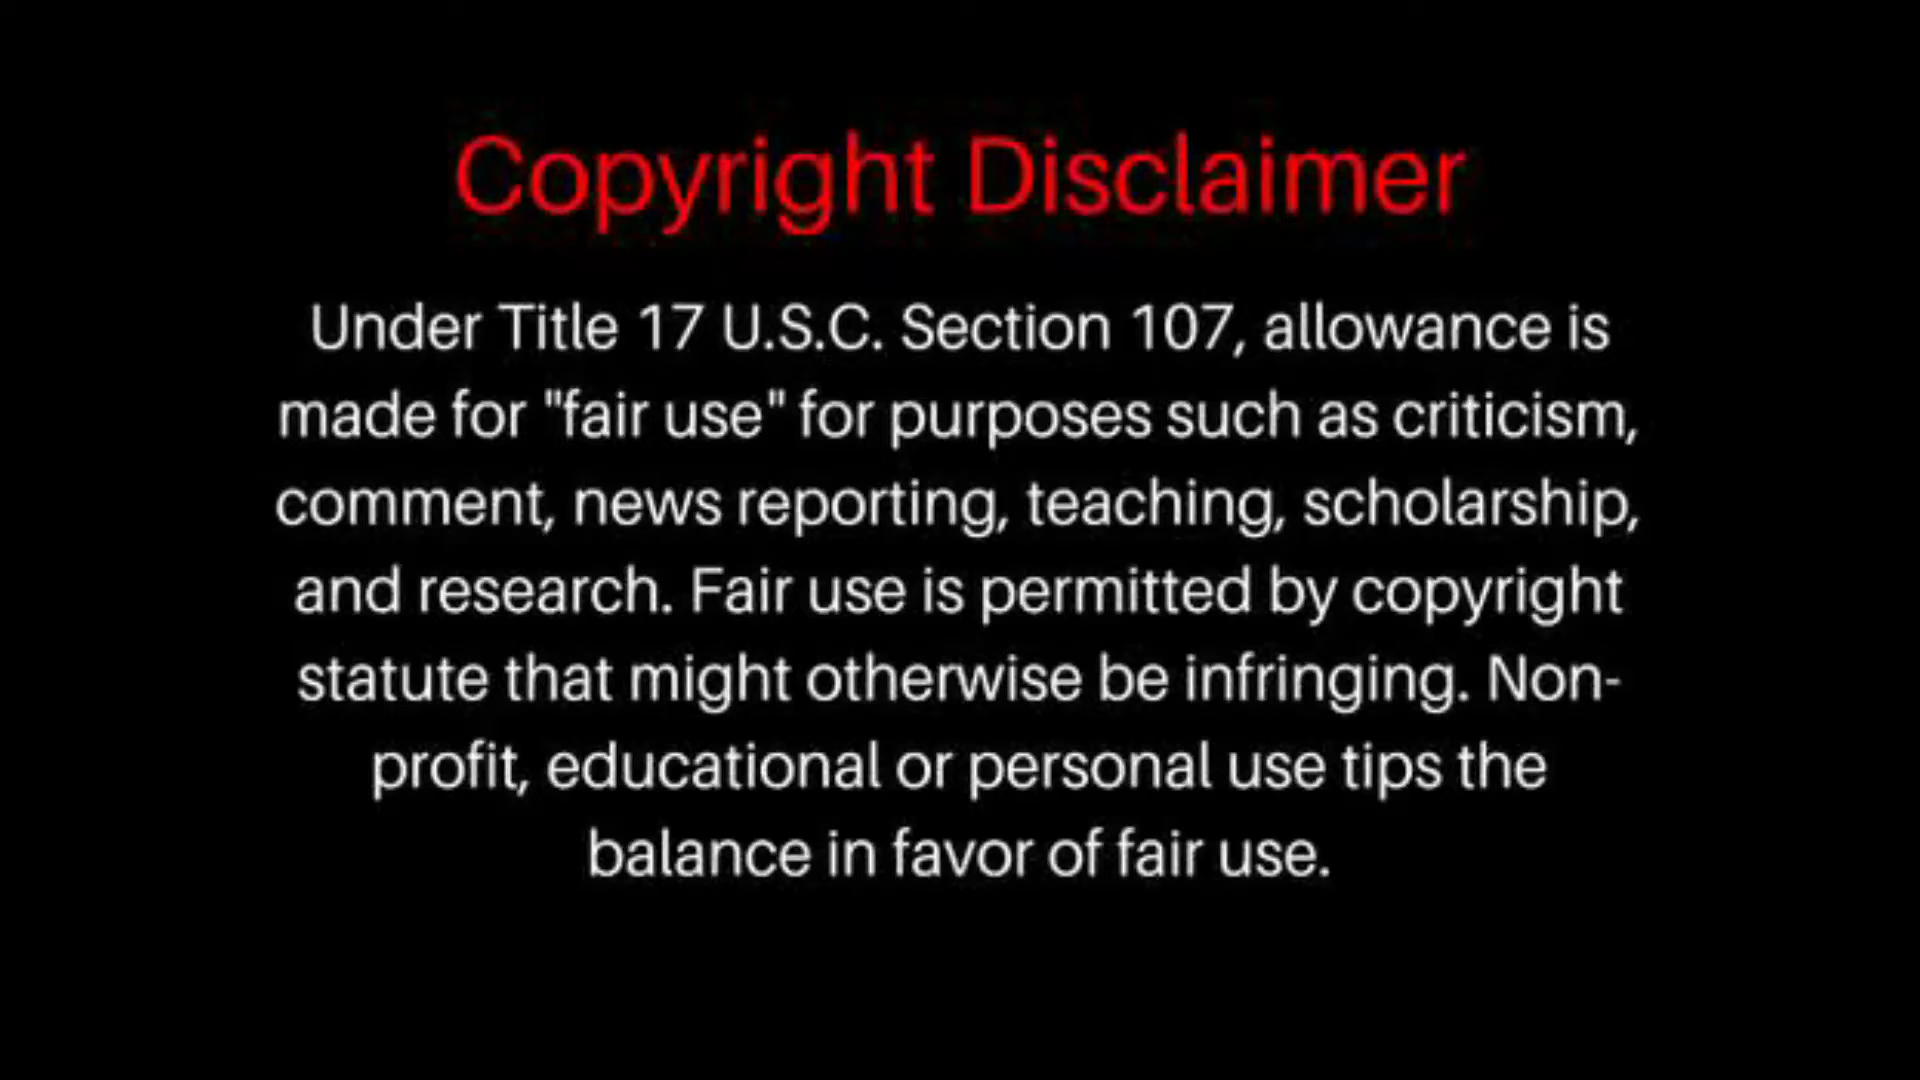 Copyright Disclaimer
Under Title 17 U.S.C. Section 107, allowance is
made for "fair use" for purposes such as criticism,
comment, news reporting, teaching, scholarship,
and research. Fair use is permitted by copyright
statute that might otherwise be infringing. Non-
profit, educational or personal use tips the
balance in favor of fair use.